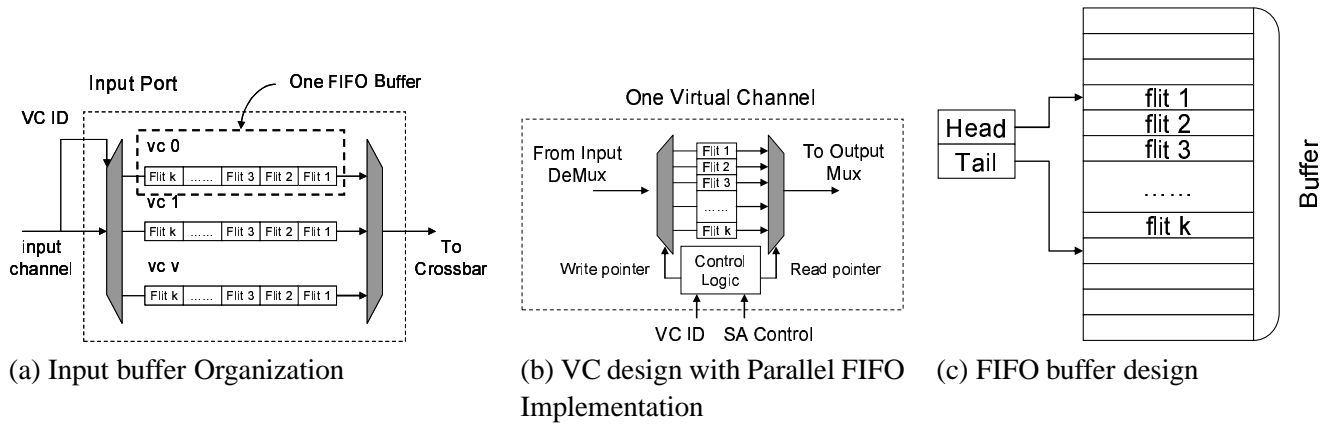 Input Port
One FIFO Buffer
VC ID
vc 0
Flit k ...... Flit 3 Flit 2 Flit 1
vc 1
Flit k ...... Flit 3 Flit 2 Flit 1
input
channel
To
Crossbar
vc v
Flit k ...... Flit 3 Flit 2 Flit 1
(a) Input buffer Organization
One Virtual Channel
From Input
DeMux
Flit 1
Flit 2
Flit 3
......
Flit k
To Output
Mux
Write pointer
Control
Logic
Read pointer
VC ID SA Control
(b) VC design with Parallel FIFO
Implementation
Head
Tail
flit 1
flit 2
flit 3
......
flit k
Buffer
(c) FIFO buffer design